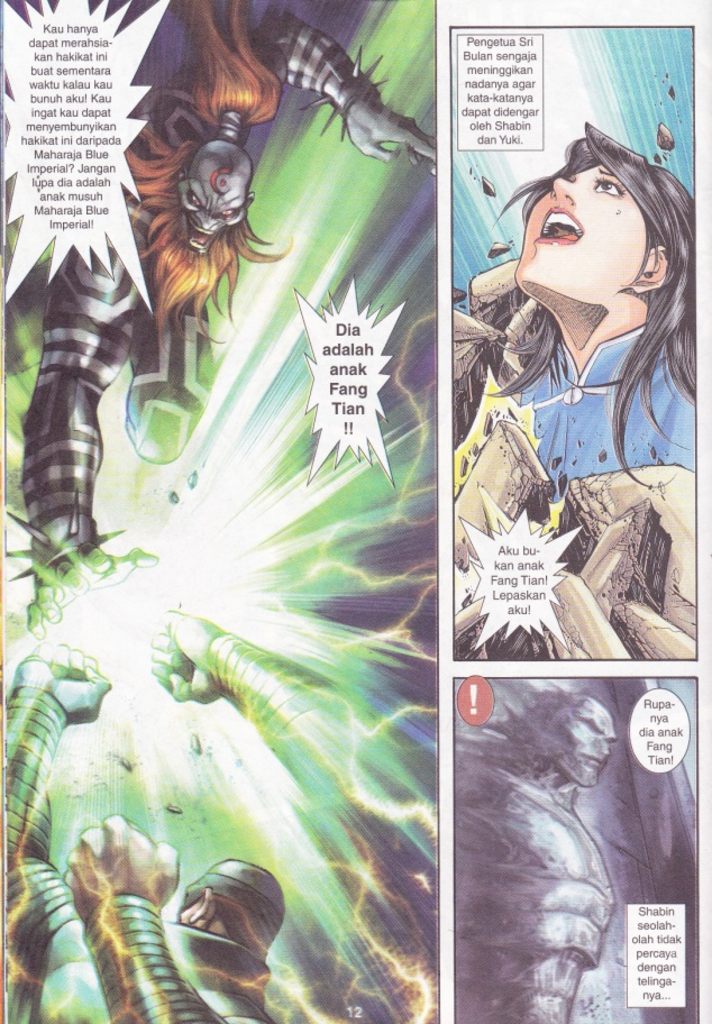 Kau hanya
dapat merahsia-
kan hakikat ini
buat sementara
waktu kalau kau
bunuh aku! Kau
ingat kau dapat
menyembunyikan
hakikat ini daripada
Maharaja Blue
Imperial? Jangan
lupa dia adalah
anak musuh
Maharaja Blue
Imperial!
Dia
adalah
anak
Fang
Tian
!!
Pengetua Sri
Bulan sengaja
meninggikan
nadanya agar
kata-katanya
dapat didengar
oleh Shabin
dan Yuki.
Aku bu-
kan anak
Fang Tian!
Lepaskan
aku!
!
Rupa-
nya
dia anak
Fang
Tian!
Shabin
seolah-
olah tidak
percaya
dengan
telinga-
nya...
12